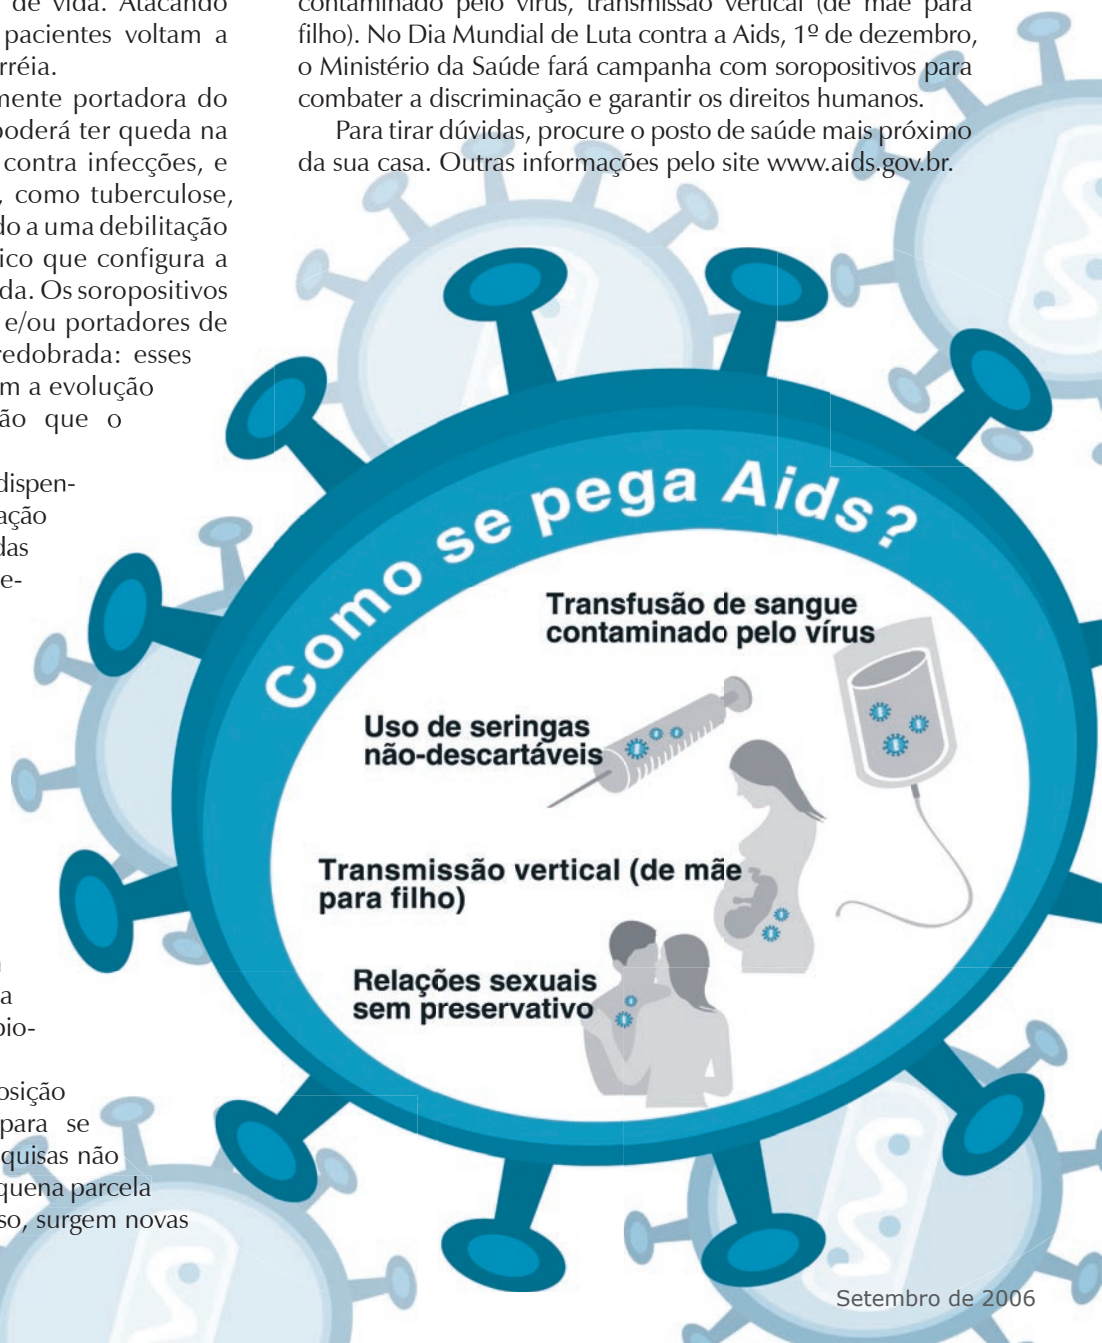 de vida. Atacando
pacientes voltam a
rréia.
mente portadora do
poderá ter queda na
contra infecções, e
, como tuberculose,
do a uma debilitação
ico que configura a
da. Os soropositivos
e/ou portadores de
redobrada: esses
m a evolução
ão que o
dispen-
ação
das
e-
a
bio-
osição
para se
quisas não
quena parcela
so, surgem novas
contaminado pelo vírus, transmissão vertical (de mãe para
filho). No Dia Mundial de Luta contra a Aids, 1º de dezembro,
o Ministério da Saúde fará campanha com soropositivos para
combater a discriminação e garantir os direitos humanos.
Para tirar dúvidas, procure o posto de saúde mais próximo
da sua casa. Outras informações pelo site www.aids.gov.br.
Como se pega Aids?
Transfusão de sangue
contaminado pelo vírus
Uso de seringas
não-descartáveis
Transmissão vertical (de mãe
para filho)
Relações sexuais
sem preservativo
Setembro de 2006